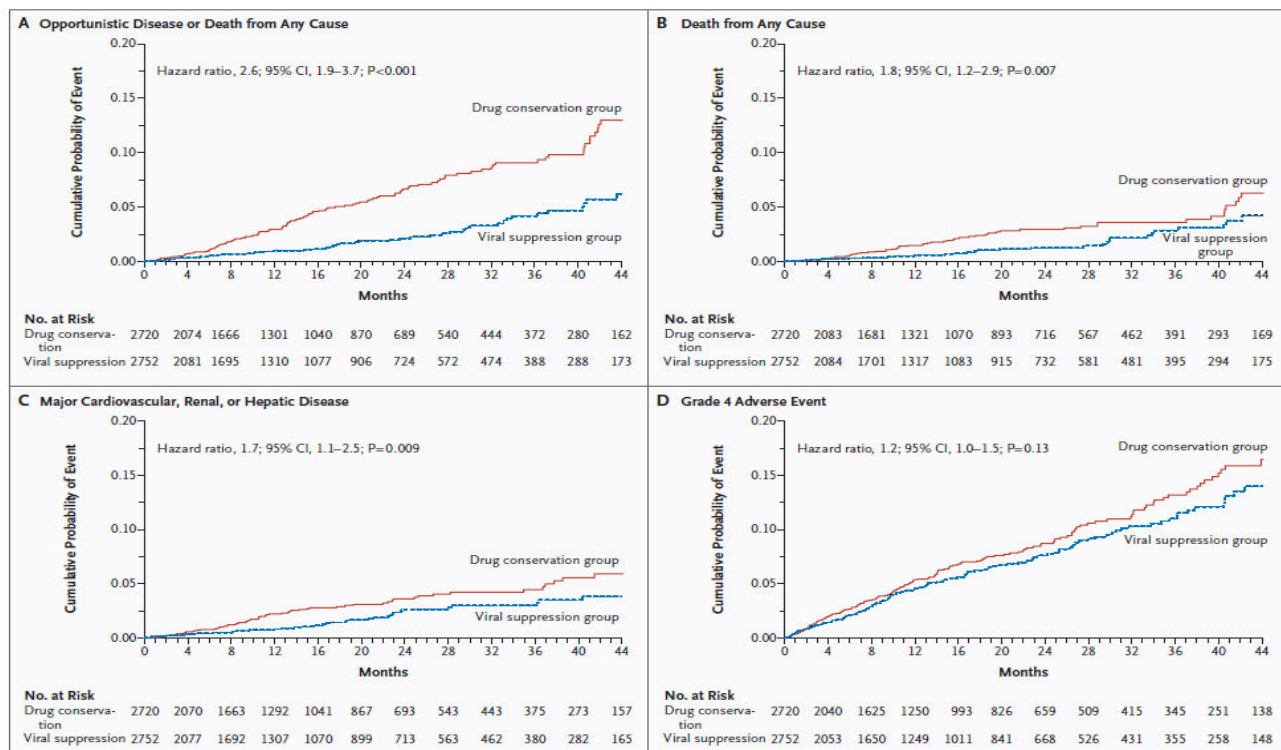 A Opportunistic Disease or Death from Any Cause
Cumulative Probability of Event
0.20
0.15
0.10
0.05
0.00
Hazard ratio, 2.6; 95% CI, 1.9–3.7; P<0.001
Drug conservation group
Viral suppression group
0 4 8 12 16 20 24 28 32 36 40 44
Months
No. at Risk
Drug conserva-
tion
2720 2074 1666 1301 1040 870 689 540 444 372 280 162
Viral suppression 2752 2081 1695 1310 1077 906 724 572 474 388 288 173
B Death from Any Cause
Cumulative Probability of Event
0.20
0.15
0.10
0.05
0.00
Hazard ratio, 1.8; 95% CI, 1.2–2.9; P=0.007
Drug conservation group
Viral suppression
group
0 4 8 12 16 20 24 28 32 36 40 44
Months
No. at Risk
Drug conserva-
tion
2720 2083 1681 1321 1070 893 716 567 462 391 293 169
Viral suppression 2752 2084 1701 1317 1083 915 732 581 481 395 294 175
C Major Cardiovascular, Renal, or Hepatic Disease
Cumulative Probability of Event
0.20
0.15
0.10
0.05
0.00
Hazard ratio, 1.7; 95% CI, 1.1–2.5; P=0.009
Drug conservation group
Viral suppression group
0 4 8 12 16 20 24 28 32 36 40 44
Months
No. at Risk
Drug conserva-
tion
2720 2070 1663 1292 1041 867 693 543 443 375 273 157
Viral suppression 2752 2077 1692 1307 1070 899 713 563 462 380 282 165
D Grade 4 Adverse Event
Cumulative Probability of Event
0.20
0.15
0.10
0.05
0.00
Hazard ratio, 1.2; 95% CI, 1.0–1.5; P=0.13
Drug conservation group
Viral suppression group
0 4 8 12 16 20 24 28 32 36 40 44
Months
No. at Risk
Drug conserva-
tion
2720 2040 1625 1250 993 826 659 509 415 345 251 138
Viral suppression 2752 2053 1650 1249 1011 841 668 526 431 355 258 148